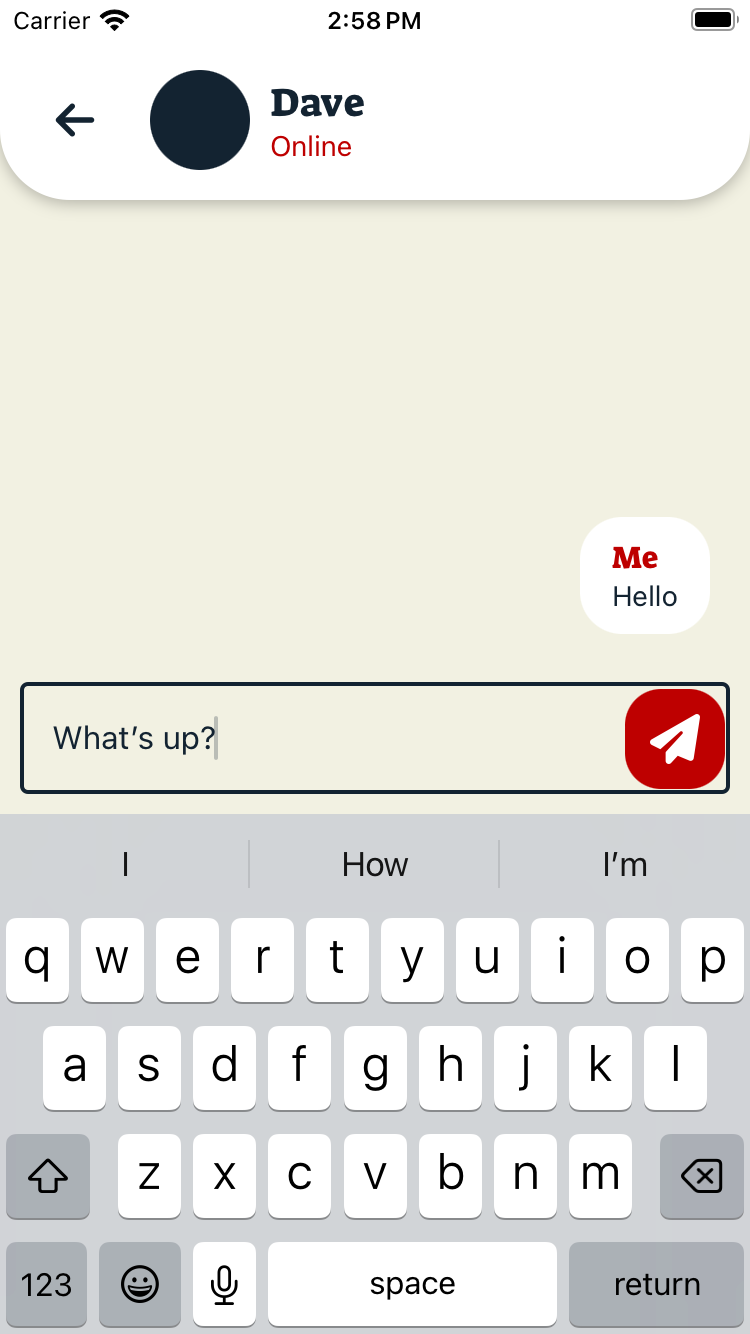 Carrier 2:58 PM
Dave
Online
Me
Hello
What's up?
I How I'm
q w e r t y u i o p
a s d f g h j k l
z x c v b n m
123 space return